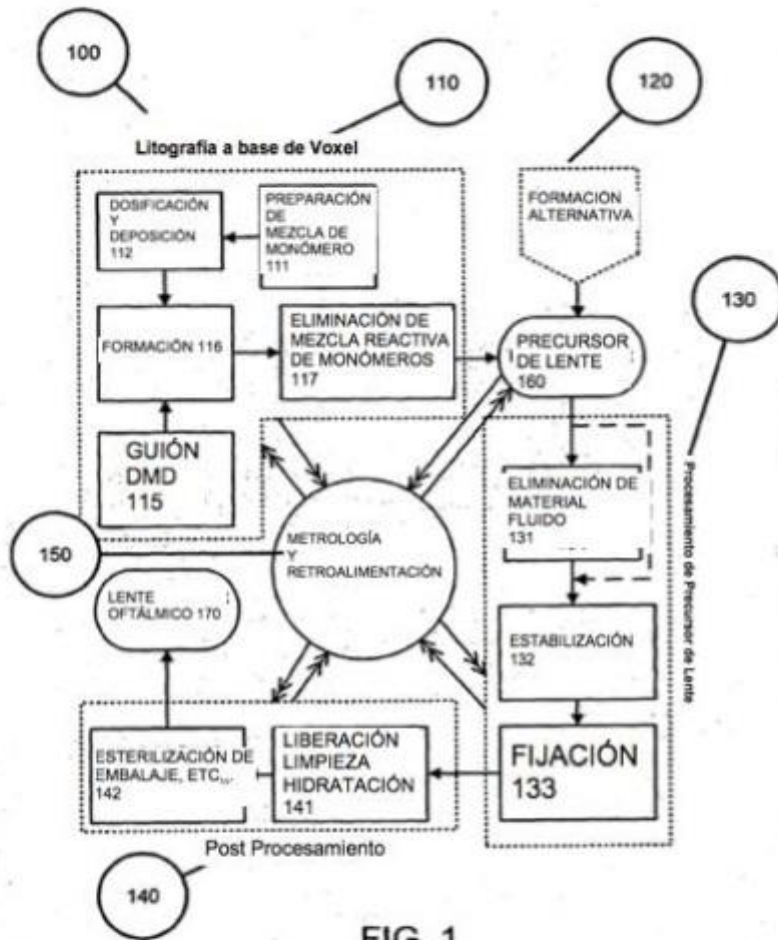 100
110
120
Litografía a base de Voxel
DOSIFICACIÓN
Y
DEPOSICIÓN
112
PREPARACIÓN
DE
MEZCLA DE
MONÓMERO
111
FORMACIÓN
ALTERNATIVA
130
FORMACIÓN 116
ELIMINACIÓN DE
MEZCLA REACTIVA
DE MONÓMEROS
117
PRECURSOR
DE LENTE
160
GUIÓN
DMD
115
ELIMINACIÓN DE
MATERIAL
FLUIDO
131
Procesamiento de Precursor de Lente
150
METROLOGÍA
Y
RETROALIMENTACIÓN
LENTE
OFTÁLMICO 170
ESTABILIZACIÓN
132
ESTERILIZACIÓN DE
EMBALAJE, ETC...
142
LIBERACIÓN
LIMPIEZA
HIDRATACIÓN
141
FIJACIÓN
133
Post Procesamiento
140
FIG. 1